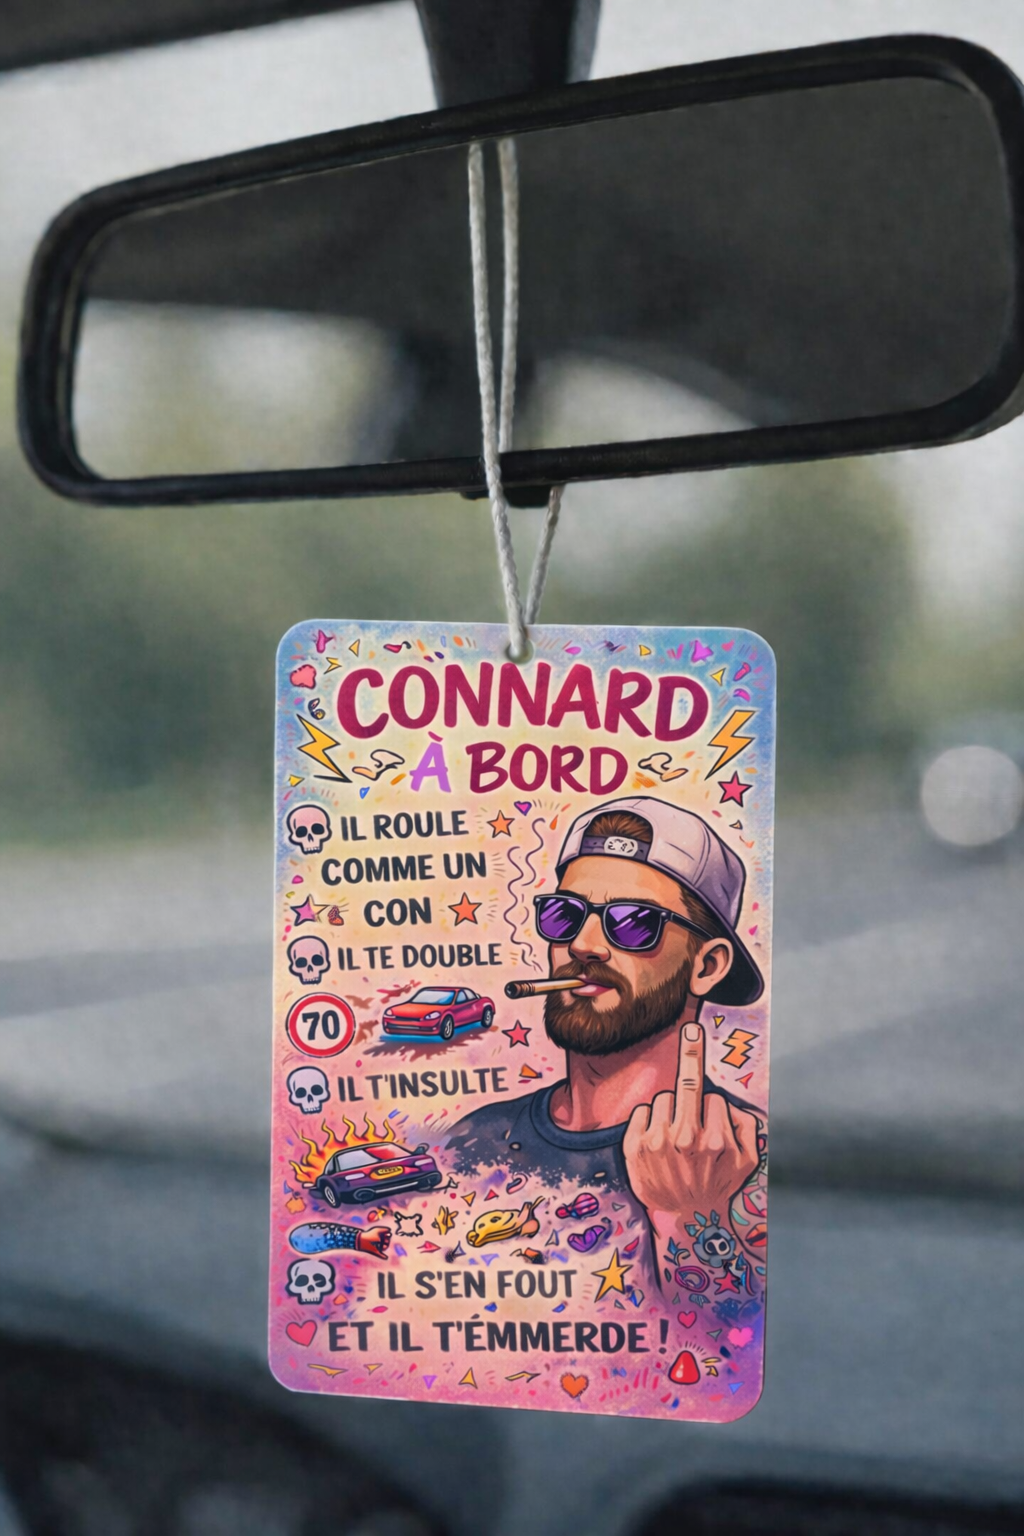 CONNARD
À BORD
IL ROULE
COMME UN
CON
IL TE DOUBLE
70
IL T'INSULTE
IL S'EN FOUT
ET IL T'ÉMMERDE !